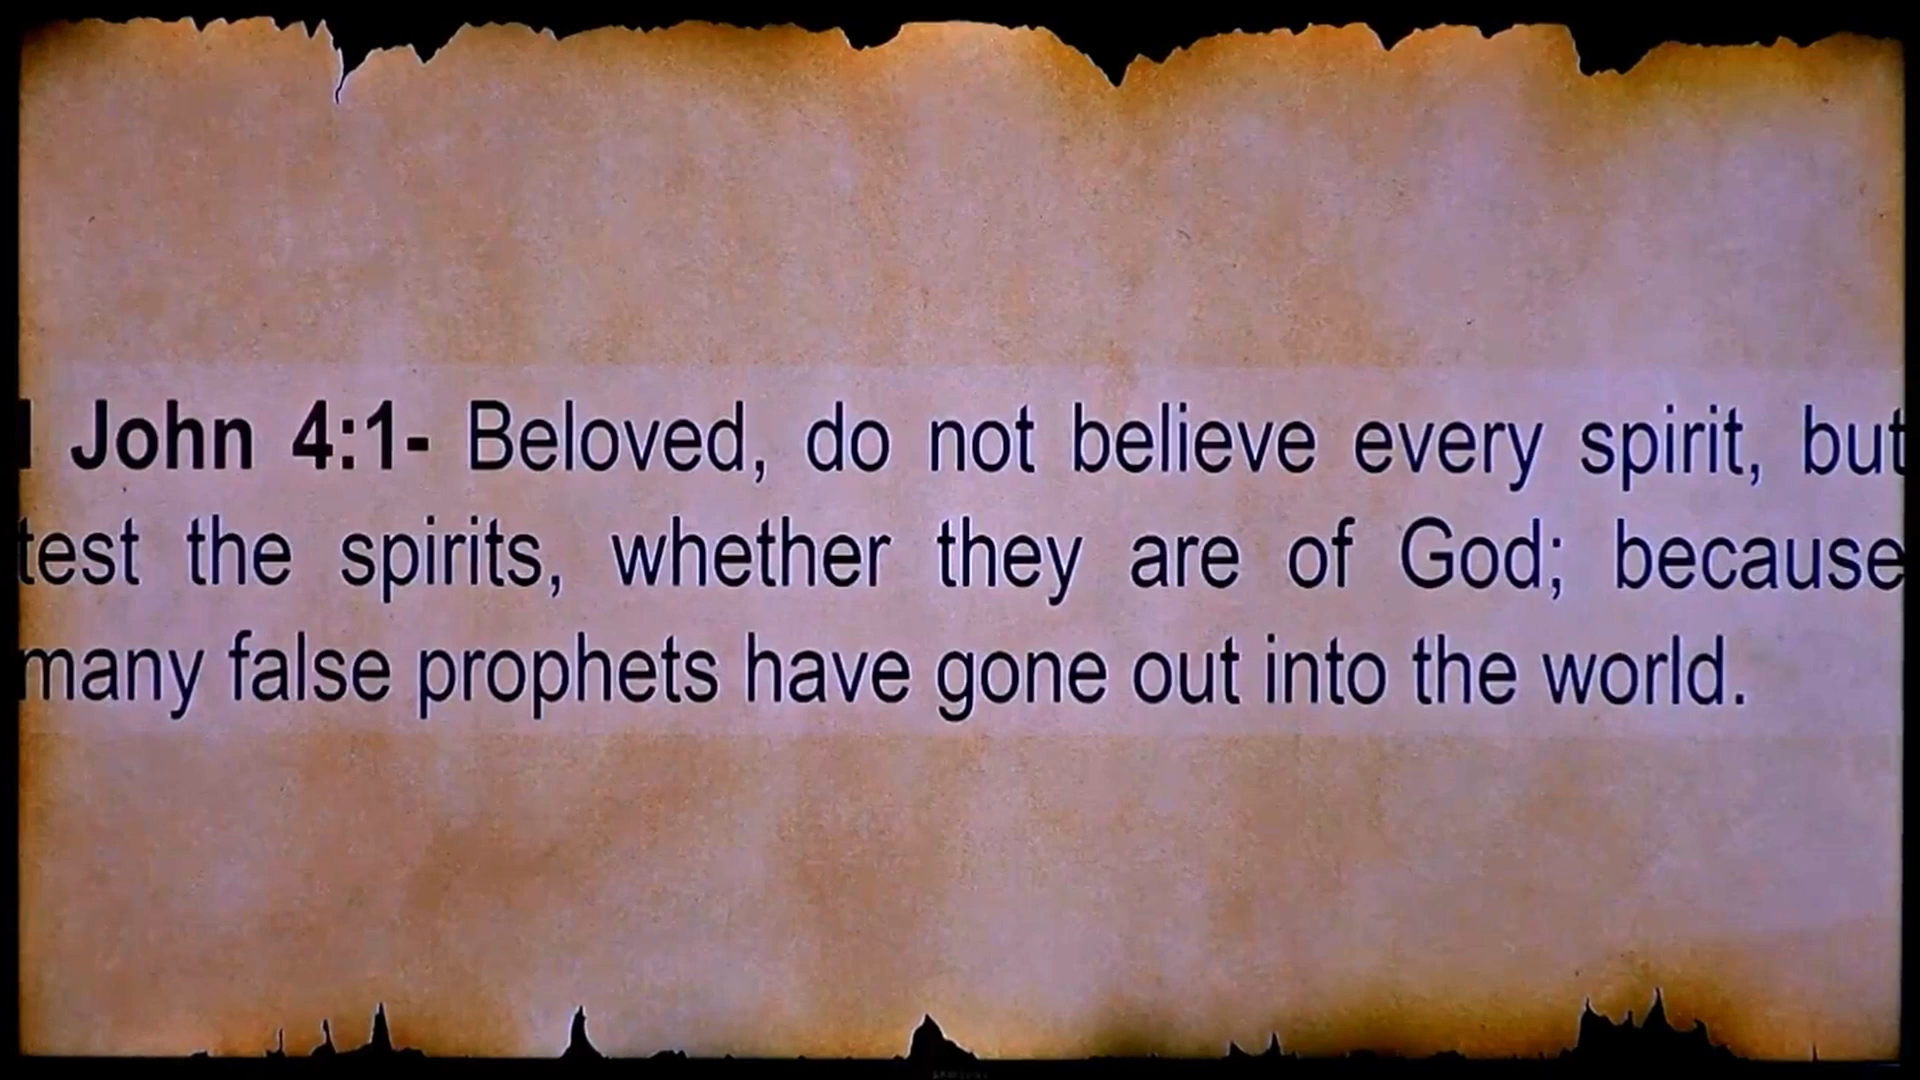 I John 4:1- Beloved, do not believe every spirit, but
test the spirits, whether they are of God; because
many false prophets have gone out into the world.